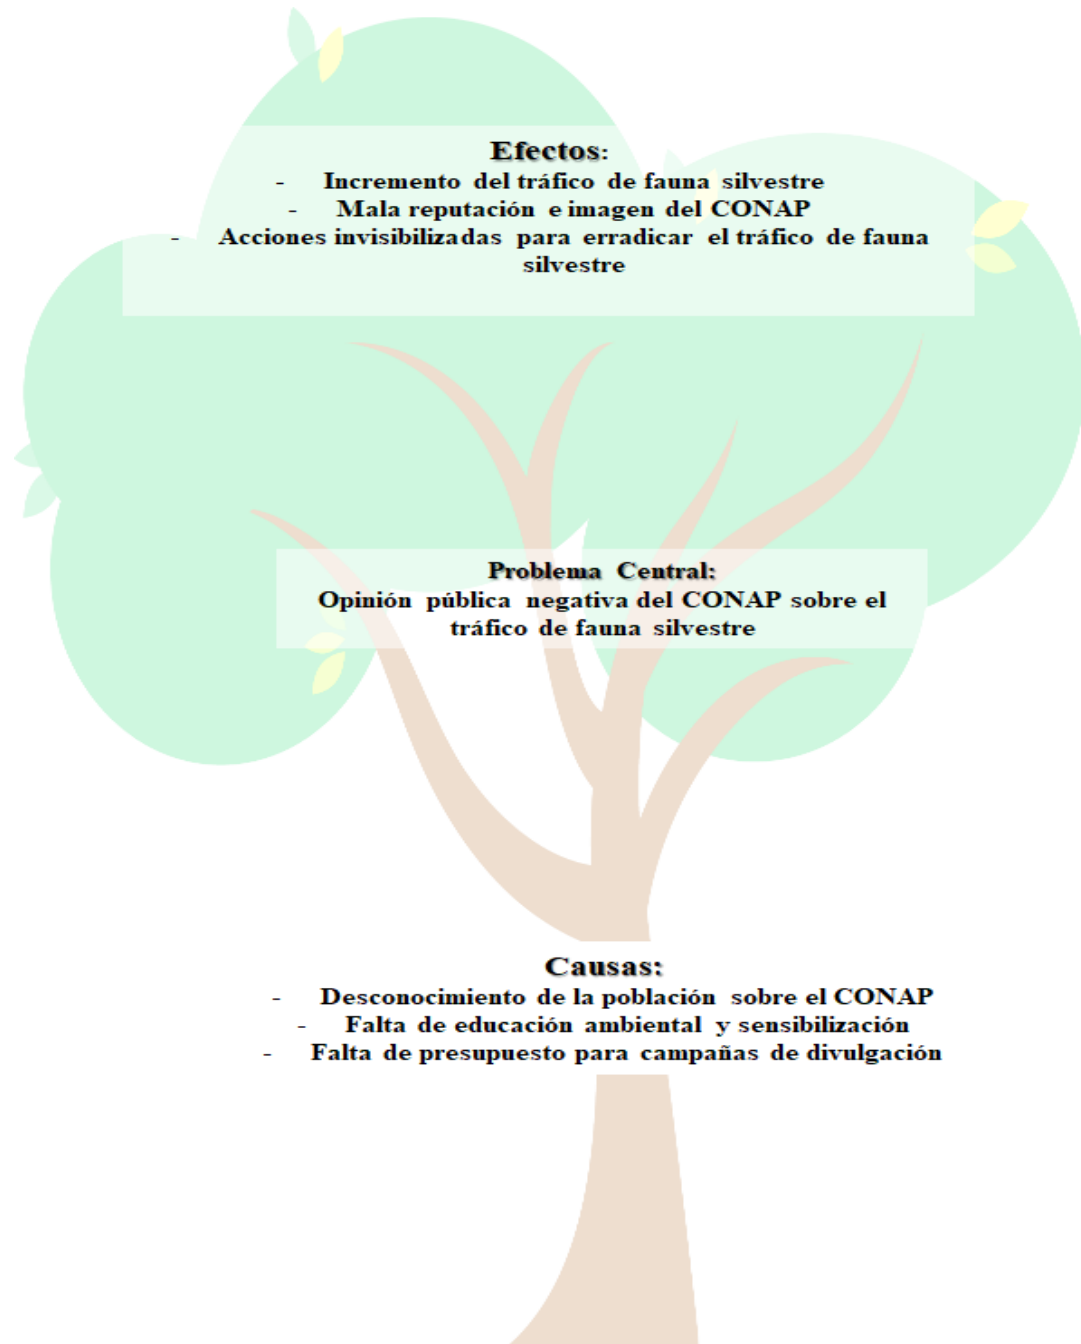 Efectos:
- Incremento del tráfico de fauna silvestre
- Mala reputación e imagen del CONAP
- Acciones invisibilizadas para erradicar el tráfico de fauna
silvestre
Problema Central:
Opinión pública negativa del CONAP sobre el
tráfico de fauna silvestre
Causas:
- Desconocimiento de la población sobre el CONAP
- Falta de educación ambiental y sensibilización
- Falta de presupuesto para campañas de divulgación